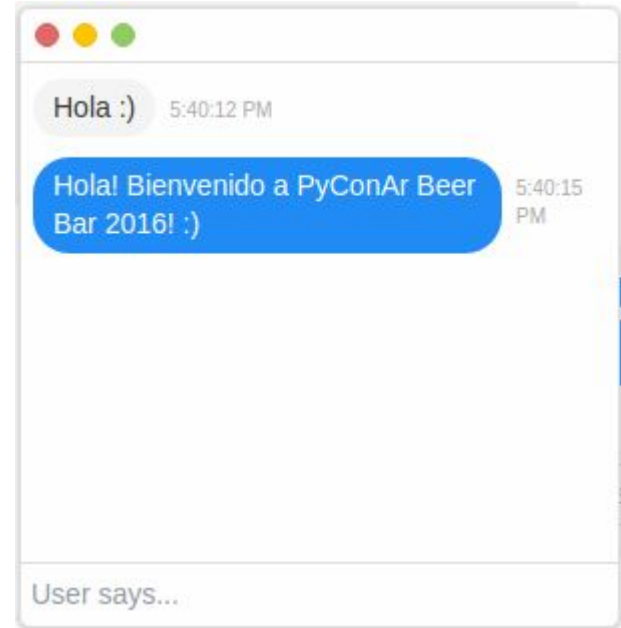 Hola :)
5:40:12 PM
Hola! Bienvenido a PyConAr Beer
Bar 2016! :)
5:40:15
PM
User says...